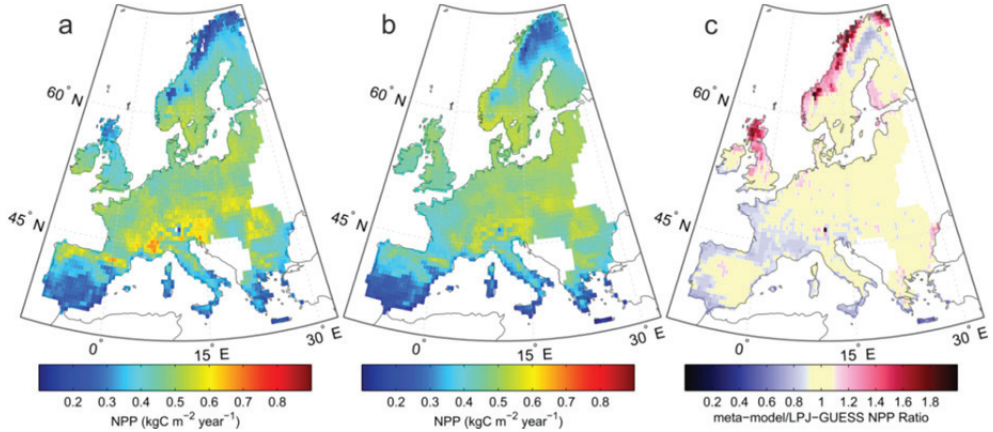 a
b
c
60° N
60° N
60° N
45° N
45° N
45° N
0°
15° E
30° E
0°
15° E
30° E
0°
15° E
30° E
0.2 0.3 0.4 0.5 0.6 0.7 0.8
0.2 0.3 0.4 0.5 0.6 0.7 0.8
0.2 0.4 0.6 0.8 1 1.2 1.4 1.6 1.8
NPP (kgC m⁻² year⁻¹)
NPP (kgC m⁻² year⁻¹)
meta-model/LPJ-GUESS NPP Ratio